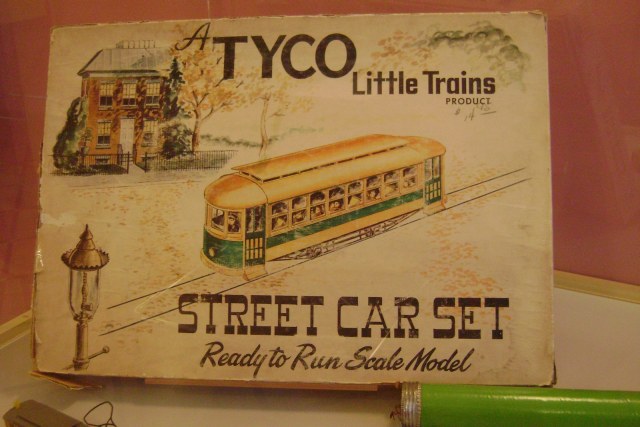 A TYCO
Little Trains
PRODUCT
STREET CAR SET
Ready to Run Scale Model